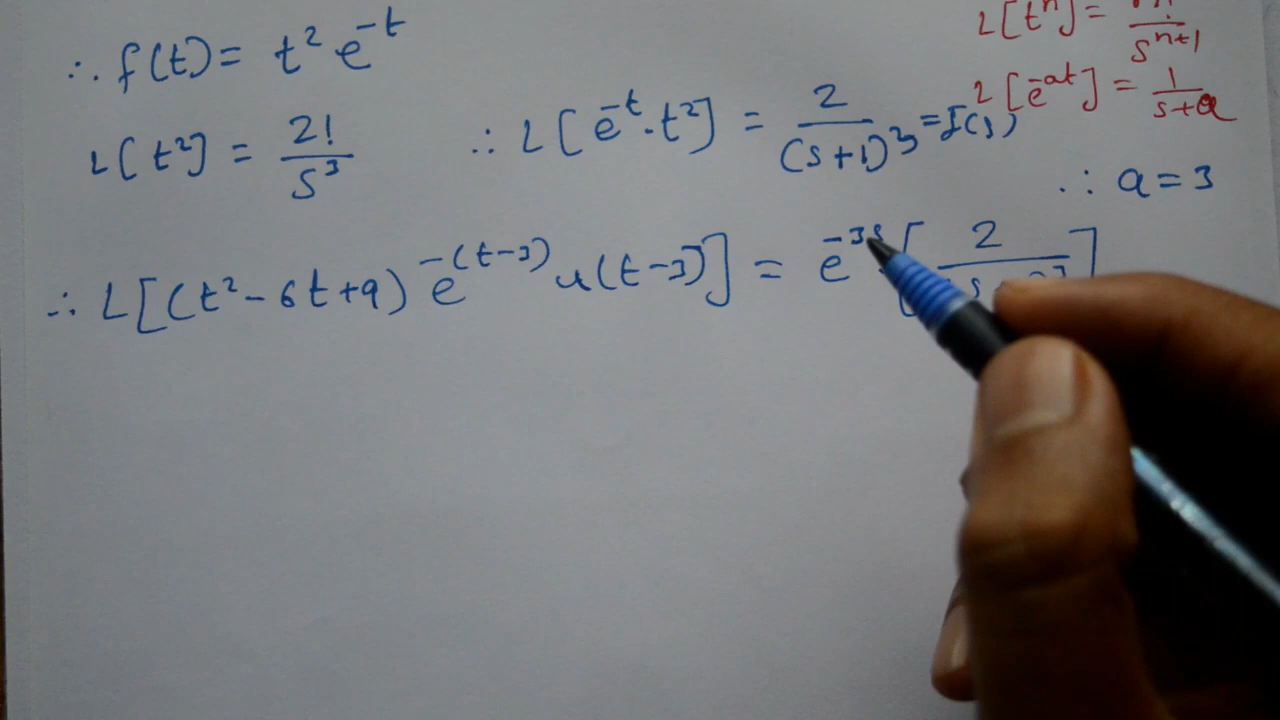 ∴ f(t) = t² e^-t
L[t^n] = n! / s^n+1
L[e^-at] = 1 / s+a
L[t²] = 2! / s³
∴ L[e^-t · t²] = 2 / (s+1)³ = F(s)
∴ a = 3
∴ L[(t² - 6t + 9) e^-(t-3) u(t-3)] = e^-3s [ 2 / ]